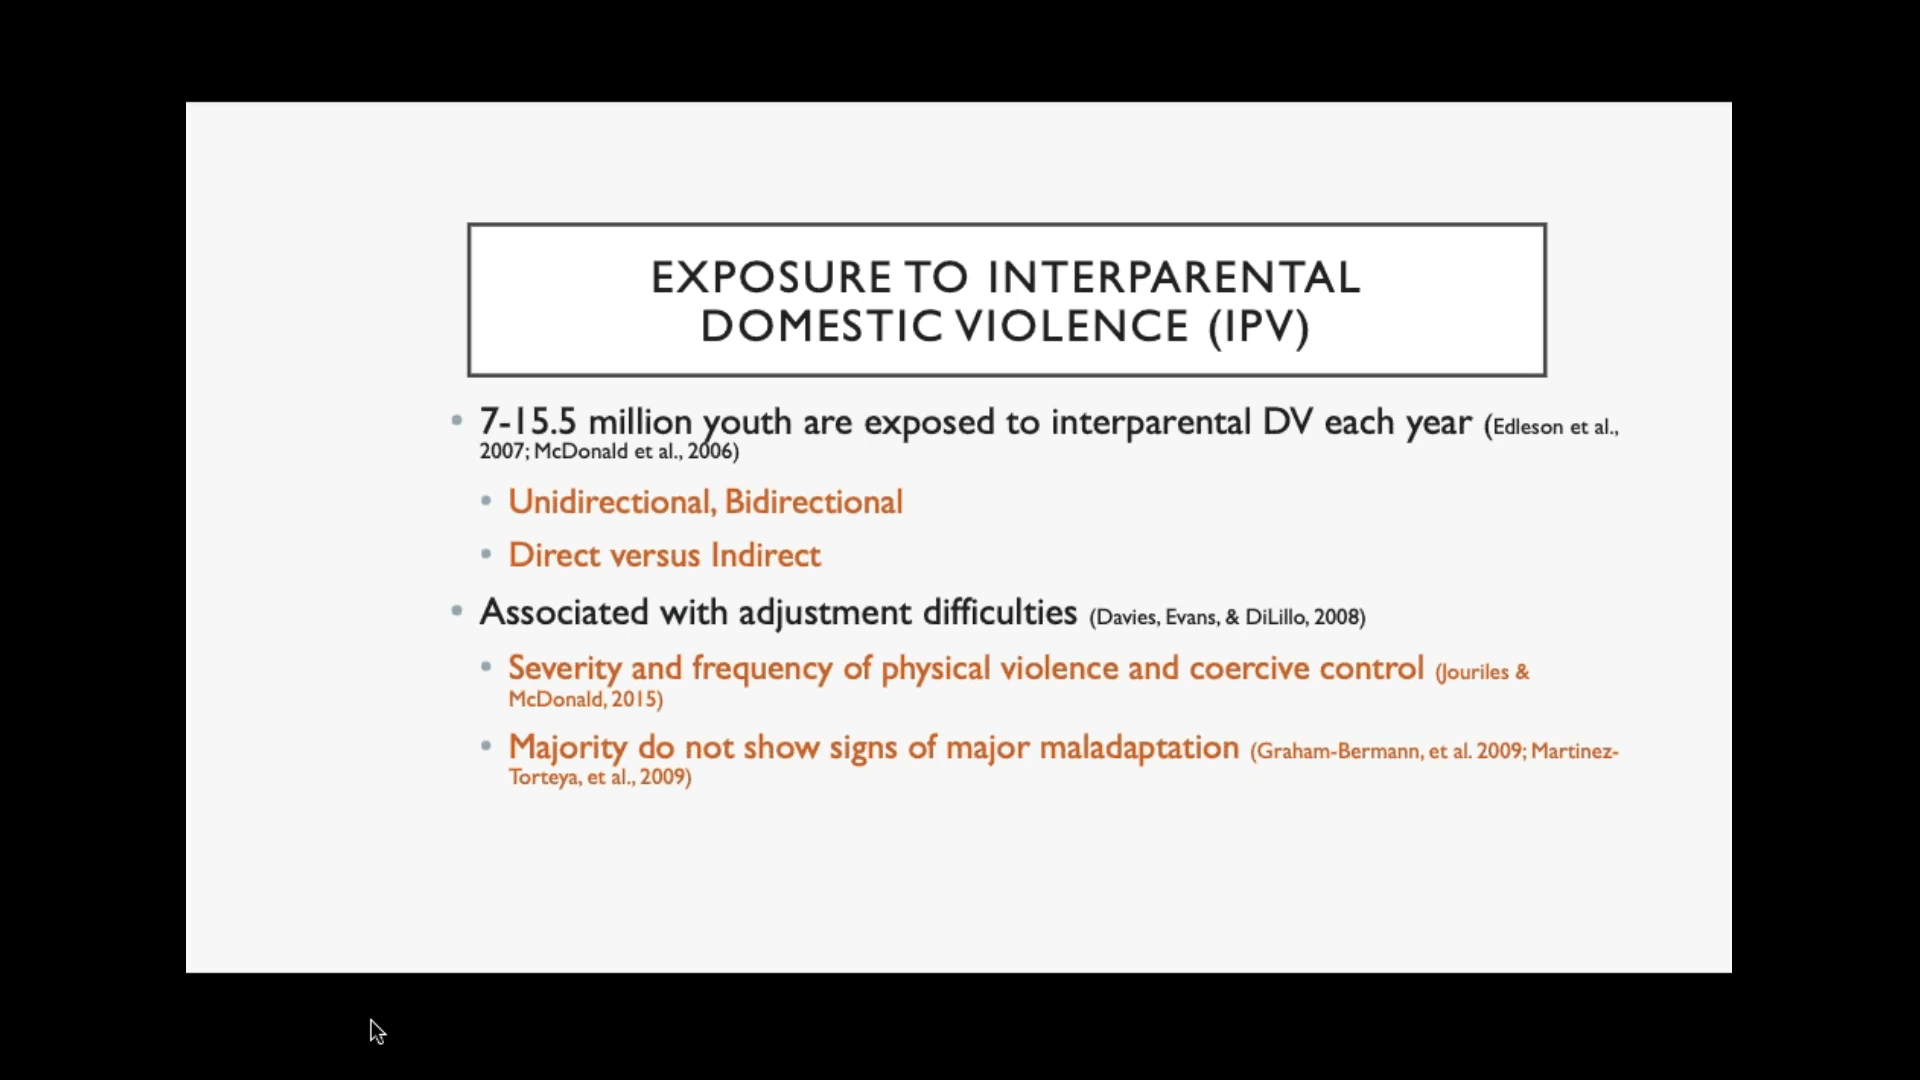 EXPOSURE TO INTERPARENTAL
DOMESTIC VIOLENCE (IPV)
• 7-15.5 million youth are exposed to interparental DV each year (Edleson et al.,
2007; McDonald et al., 2006)
• Unidirectional, Bidirectional
• Direct versus Indirect
• Associated with adjustment difficulties (Davies, Evans, & DiLillo, 2008)
• Severity and frequency of physical violence and coercive control (Jouriles &
McDonald, 2015)
• Majority do not show signs of major maladaptation (Graham-Bermann, et al. 2009; Martinez-
Torteya, et al., 2009)